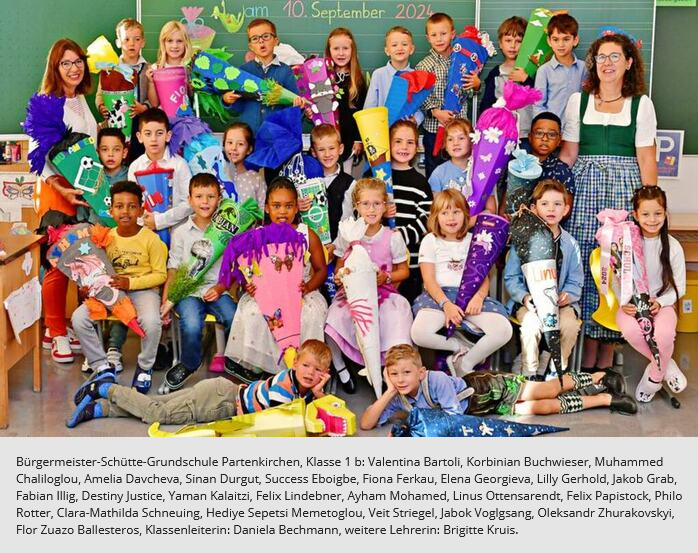 am 10. September 2024
Flo
Linus
P
Bürgermeister-Schütte-Grundschule Partenkirchen, Klasse 1 b: Valentina Bartoli, Korbinian Buchwieser, Muhammed
Chaliloglou, Amelia Davcheva, Sinan Durgut, Success Eboigbe, Fiona Ferkau, Elena Georgieva, Lilly Gerhold, Jakob Grab,
Fabian Illig, Destiny Justice, Yaman Kalaitzi, Felix Lindebner, Ayham Mohamed, Linus Ottensarendt, Felix Papistock, Philo
Rotter, Clara-Mathilda Schneuing, Hediye Sepetsi Memetoglou, Veit Striegel, Jabok Voglgsang, Oleksandr Zhurakovskyi,
Flor Zuazo Ballesteros, Klassenleiterin: Daniela Bechmann, weitere Lehrerin: Brigitte Kruis.